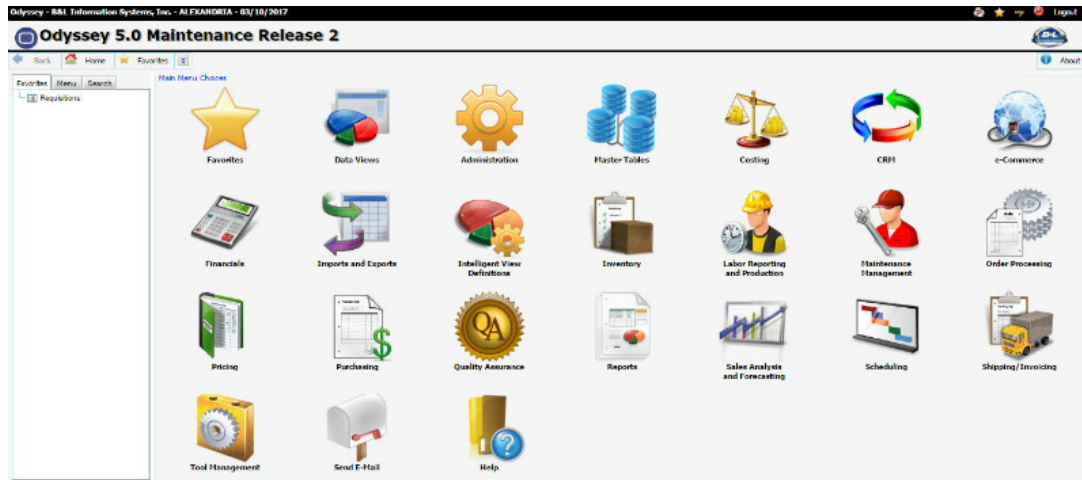 Odyssey - B&L Information Systems, Inc. - ALEXANDRIA - 03/10/2017
Logout
Odyssey 5.0 Maintenance Release 2
Back Home Favorites
About
Favorites Menu Search
Main Menu Choices
Requisitions
Favorites Data Views Administration Master Tables Costing CRM e-Commerce
Financials Imports and Exports Intelligent View Inventory Labor Reporting Maintenance Order Processing
Definitions and Production Management
QA
Pricing Purchasing Quality Assurance Reports Sales Analysis Scheduling Shipping/Invoicing
and Forecasting
Tool Management Send E-Mail Help